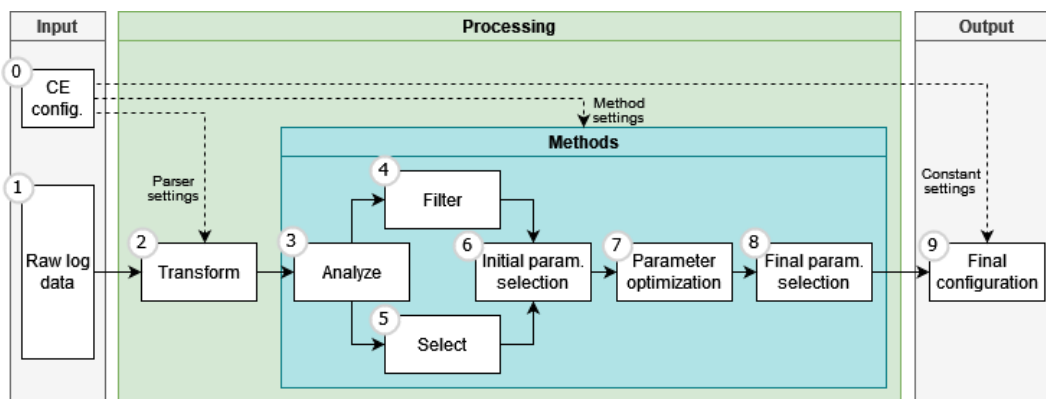 Input
Processing
Output
0
CE
config.
Method
settings
Methods
1
Raw log
data
Parser
settings
2
Transform
3
Analyze
4
Filter
5
Select
6
Initial param.
selection
7
Parameter
optimization
8
Final param.
selection
Constant
settings
9
Final
configuration